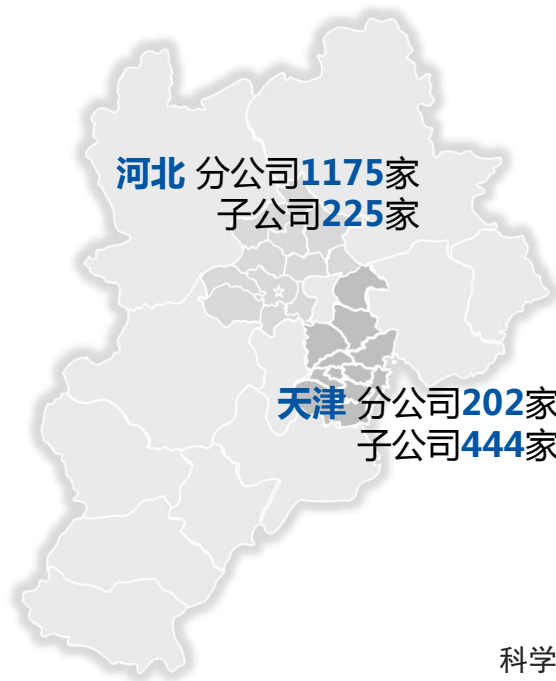 河北 分公司1175家
子公司225家
天津 分公司202家
子公司444家
科学